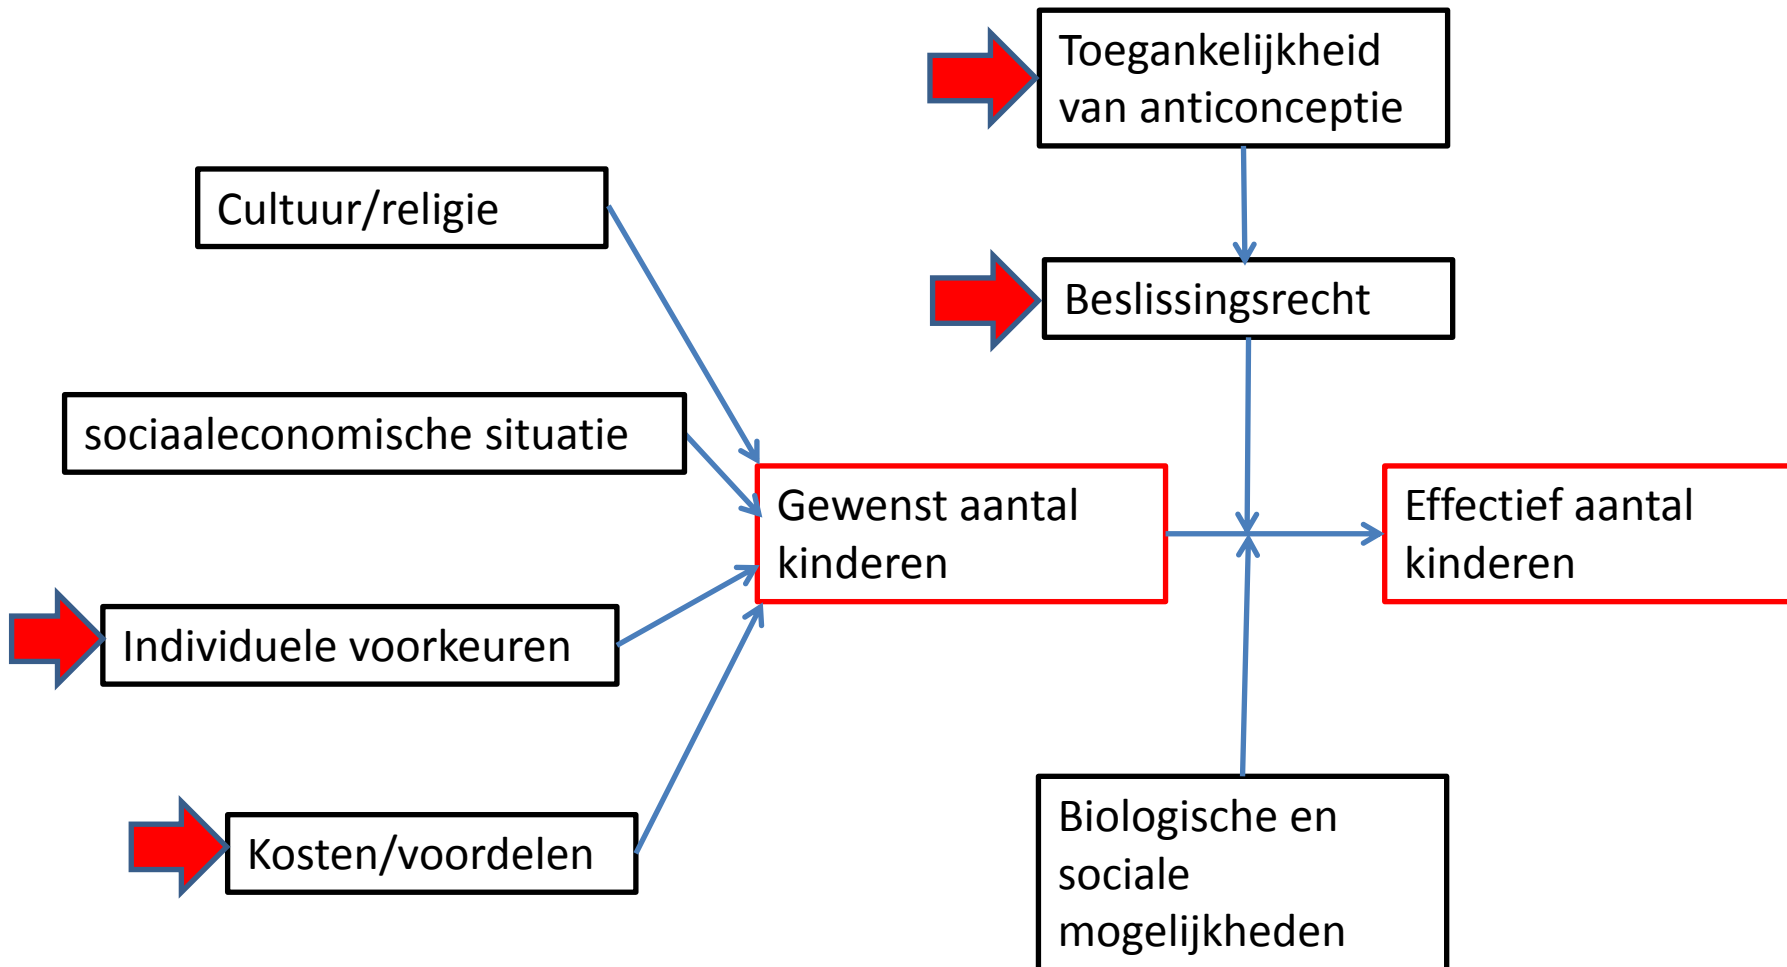 Toegankelijkheid
van anticonceptie
Cultuur/religie
Beslissingsrecht
sociaaleconomische situatie
Gewenst aantal
kinderen
Effectief aantal
kinderen
Individuele voorkeuren
Kosten/voordelen
Biologische en
sociale
mogelijkheden